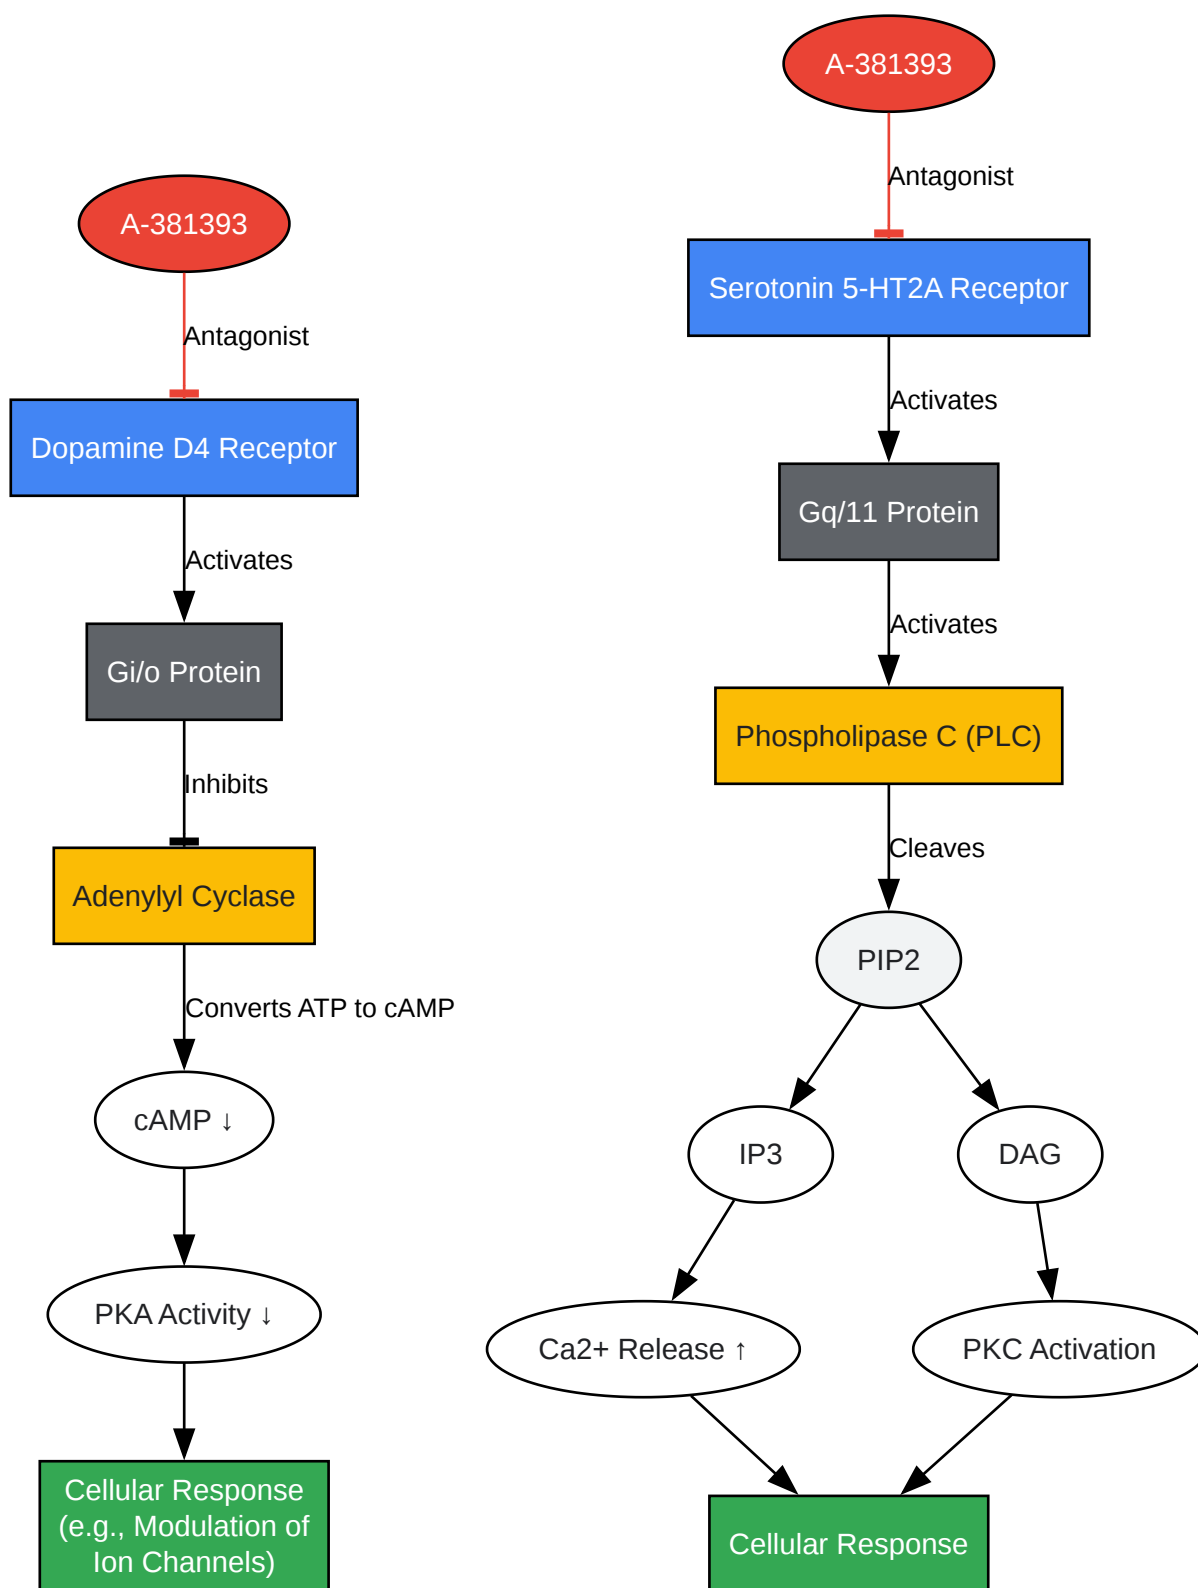 A-381393
Antagonist
Dopamine D4 Receptor
Activates
Gi/o Protein
Inhibits
Adenylyl Cyclase
Converts ATP to cAMP
cAMP ↓
PKA Activity ↓
Cellular Response
(e.g., Modulation of
Ion Channels)
A-381393
Antagonist
Serotonin 5-HT2A Receptor
Activates
Gq/11 Protein
Activates
Phospholipase C (PLC)
Cleaves
PIP2
IP3
DAG
Ca2+ Release ↑
PKC Activation
Cellular Response